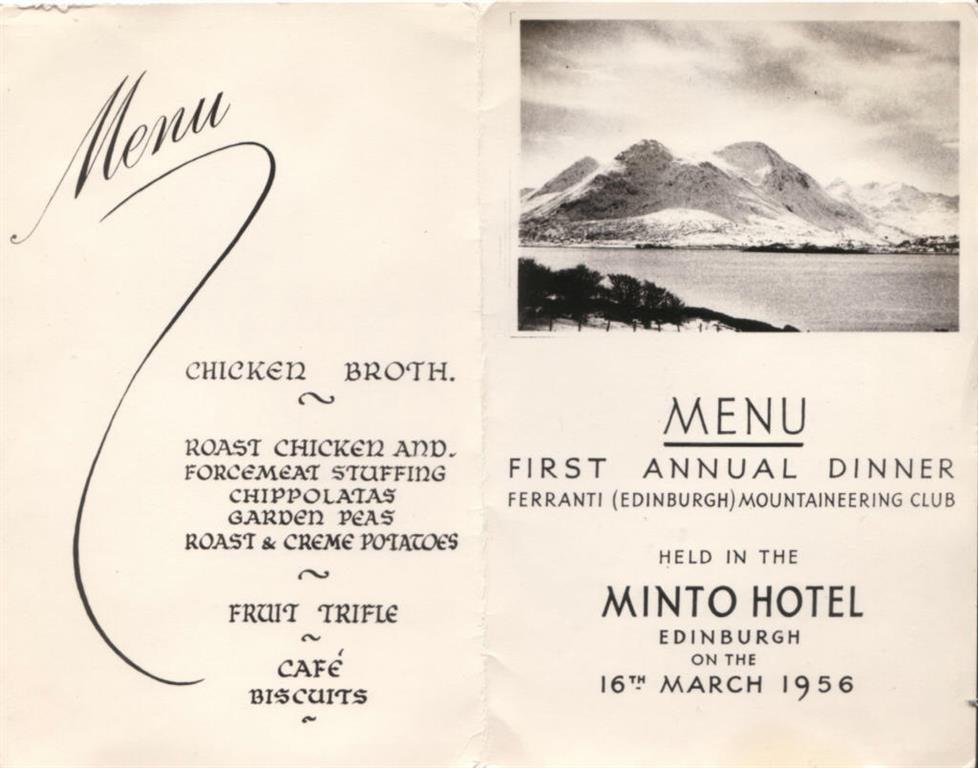 Menu
CHICKEN BROTH.
~
ROAST CHICKEN AND.
FORCEMEAT STUFFING
CHIPPOLATAS
GARDEN PEAS
ROAST & CREME POTATOES
~
FRUIT TRIFLE
~
CAFÉ
BISCUITS
~
MENU
FIRST ANNUAL DINNER
FERRANTI (EDINBURGH) MOUNTAINEERING CLUB
HELD IN THE
MINTO HOTEL
EDINBURGH
ON THE
16TH MARCH 1956